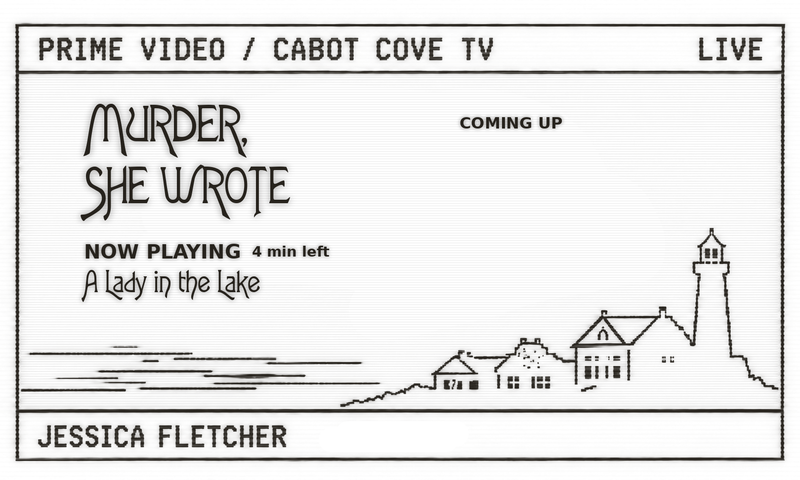 PRIME VIDEO / CABOT COVE TV LIVE
MURDER,
SHE WROTE
COMING UP
NOW PLAYING 4 min left
A Lady in the Lake
JESSICA FLETCHER